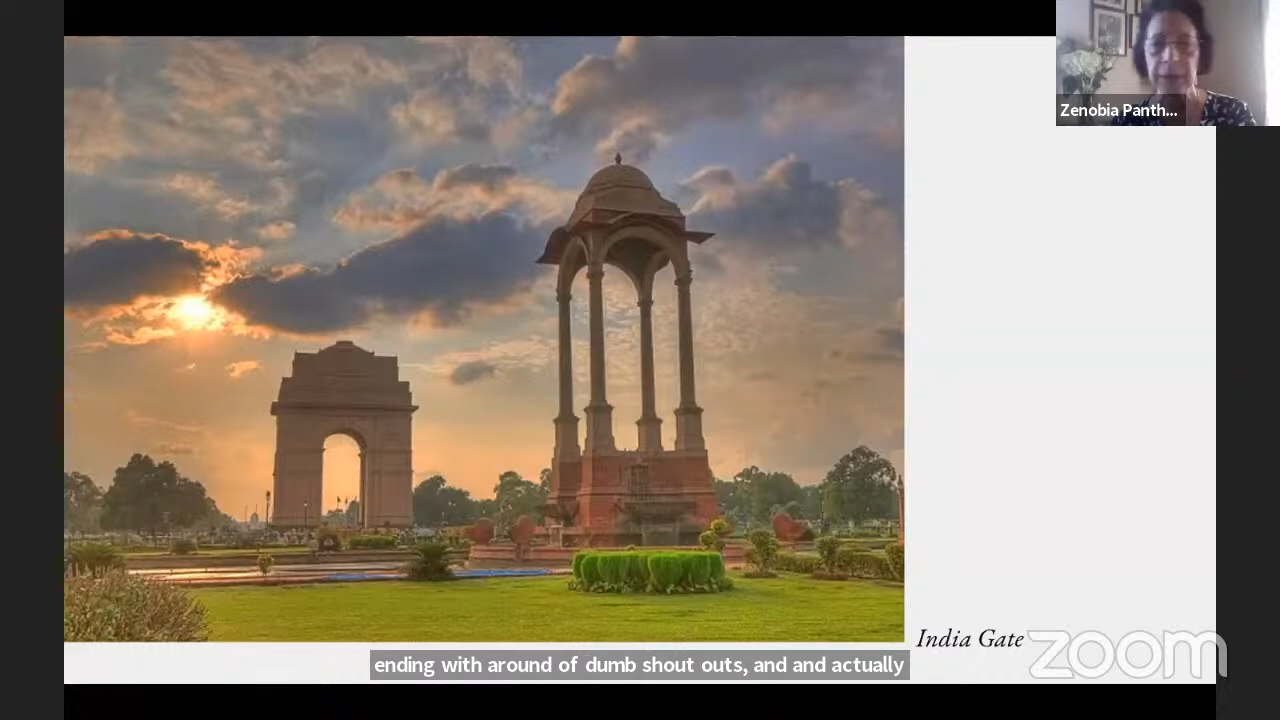 Zenobia Panth...
India Gate
zoom
ending with around of dumb shout outs, and and actually